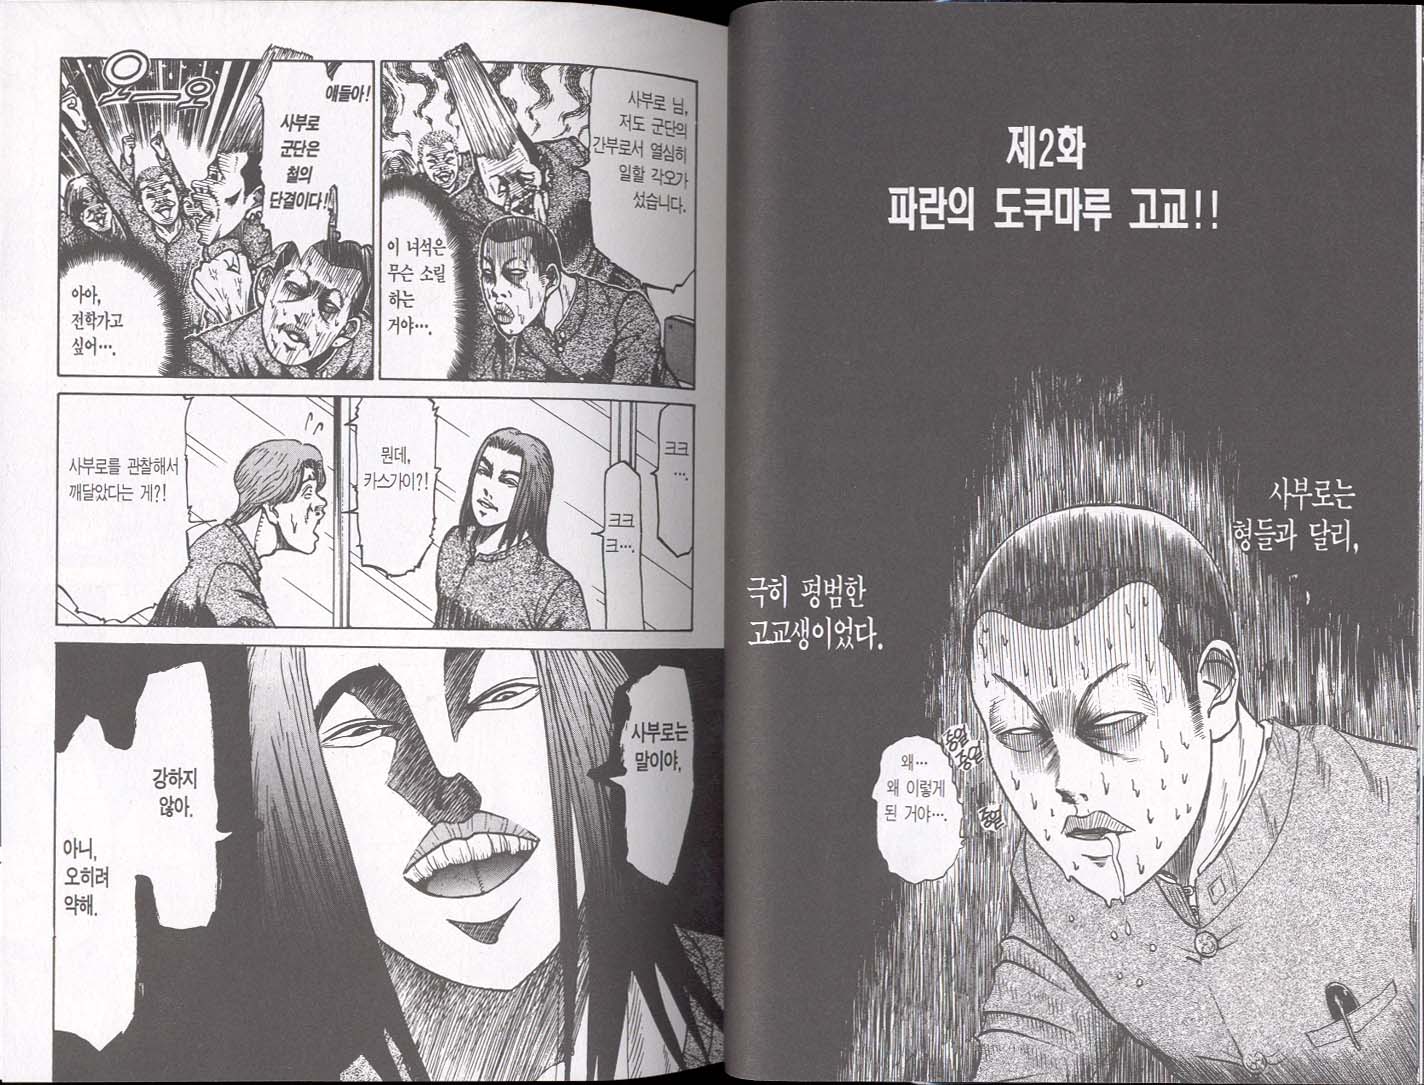 제2화
파란의 도쿠마루 고교!!
사부로는
형들과 달리,
극히 평범한
고교생이었다.
중얼
중얼
중얼
왜…
왜 이렇게
된 거야….
사부로 님,
저도 군단의
간부로서 열심히
일할 각오가
섰습니다.
이 녀석은
무슨 소릴
하는
거야….
얘들아!
사부로
군단은
철의
단결이다!
오—오
아아,
전학가고
싶어….
크크
….
크크
크….
뭔데,
카스가이?!
사부로를 관찰해서
깨달았다는 게?!
사부로는
말이야,
강하지
않아.
아니,
오히려
약해.